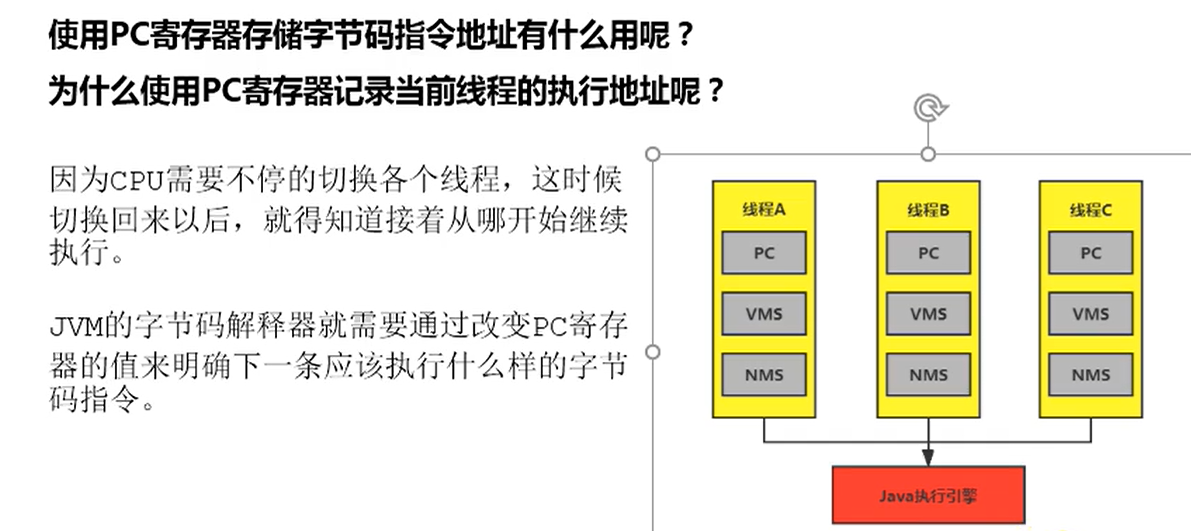 使用PC寄存器存储字节码指令地址有什么用呢？
为什么使用PC寄存器记录当前线程的执行地址呢？
因为CPU需要不停的切换各个线程，这时候
切换回来以后，就得知道接着从哪开始继续
执行。
JVM的字节码解释器就需要通过改变PC寄存
器的值来明确下一条应该执行什么样的字节
码指令。
线程A
线程B
线程C
PC
PC
PC
VMS
VMS
VMS
NMS
NMS
NMS
Java执行引擎